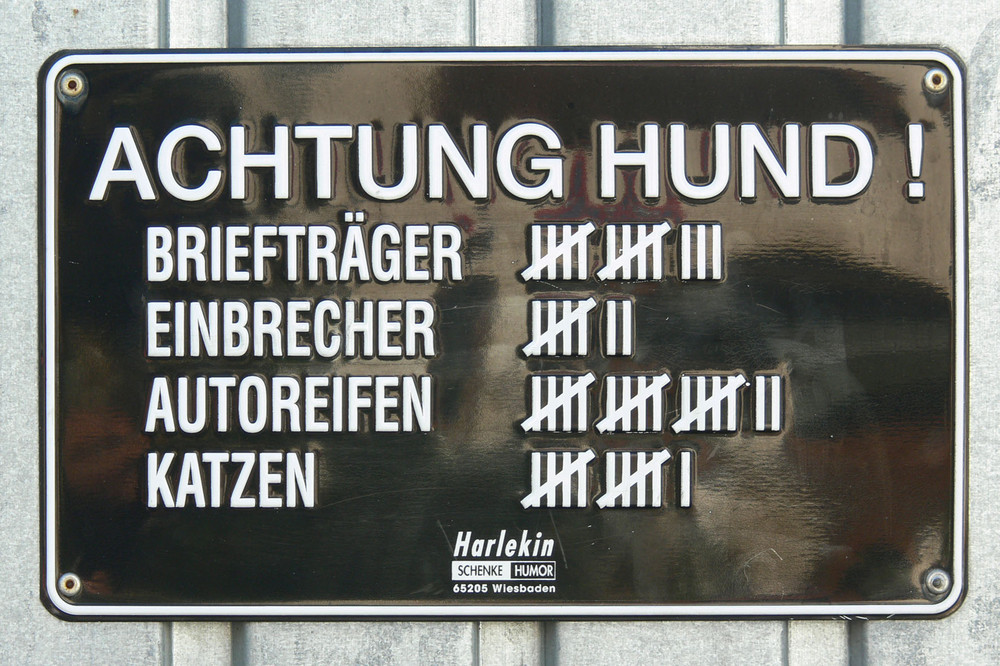 ACHTUNG HUND !
BRIEFTRÄGER
EINBRECHER
AUTOREIFEN
KATZEN
Harlekin
SCHENKE HUMOR
65205 Wiesbaden